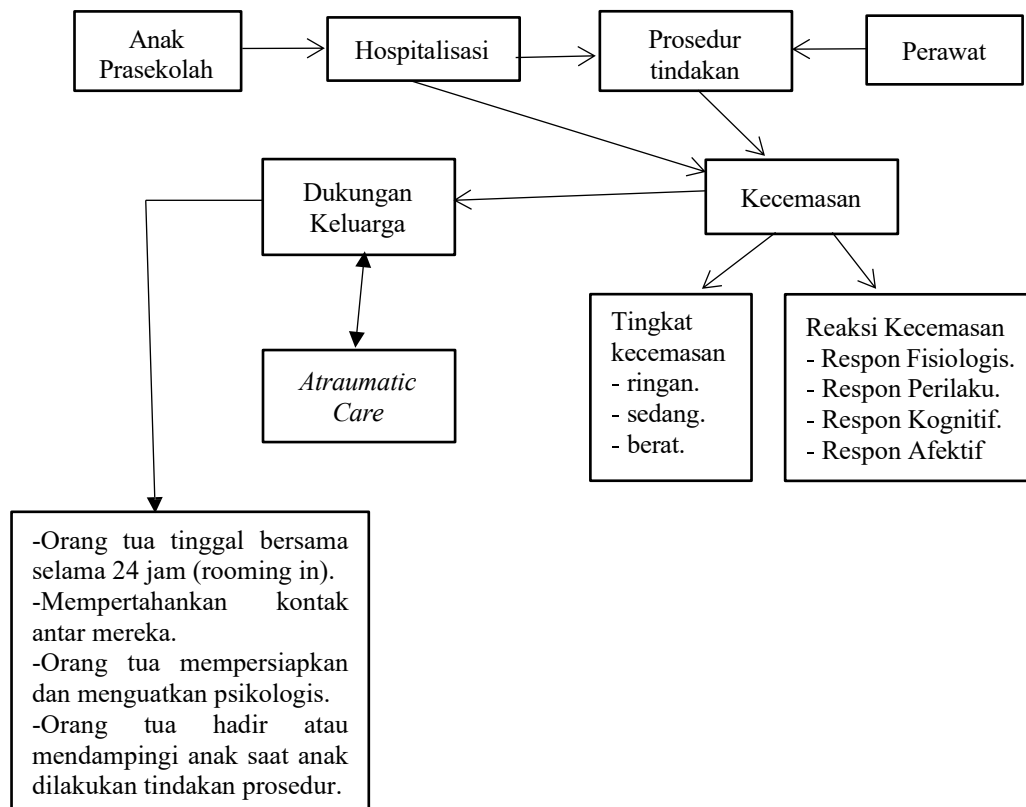 Anak
Prasekolah
Hospitalisasi
Prosedur
tindakan
Perawat
Dukungan
Keluarga
Kecemasan
Atraumatic
Care
Tingkat
kecemasan
- ringan.
- sedang.
- berat.
Reaksi Kecemasan
- Respon Fisiologis.
- Respon Perilaku.
- Respon Kognitif.
- Respon Afektif
-Orang tua tinggal bersama
selama 24 jam (rooming in).
-Mempertahankan kontak
antar mereka.
-Orang tua mempersiapkan
dan menguatkan psikologis.
-Orang tua hadir atau
mendampingi anak saat anak
dilakukan tindakan prosedur.